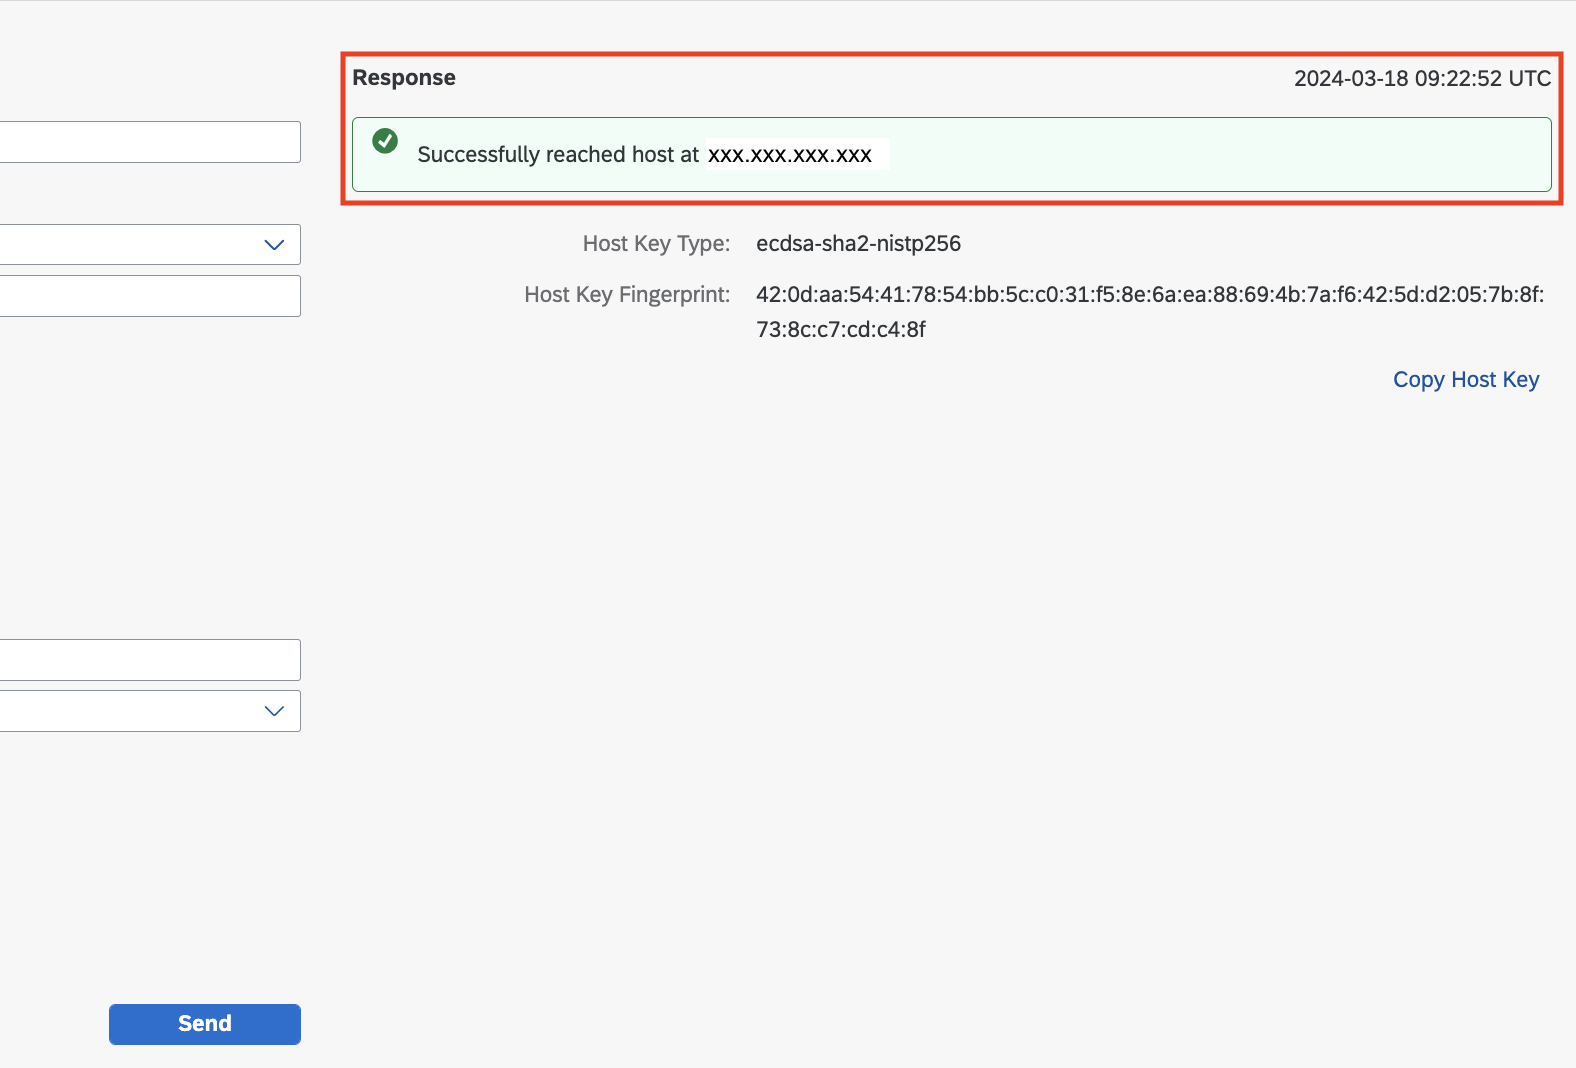 Response
2024-03-18 09:22:52 UTC
Successfully reached host at xxx.xxx.xxx.xxx
Host Key Type: ecdsa-sha2-nistp256
Host Key Fingerprint: 42:0d:aa:54:41:78:54:bb:5c:c0:31:f5:8e:6a:ea:88:69:4b:7a:f6:42:5d:d2:05:7b:8f:
73:8c:c7:cd:c4:8f
Copy Host Key
Send